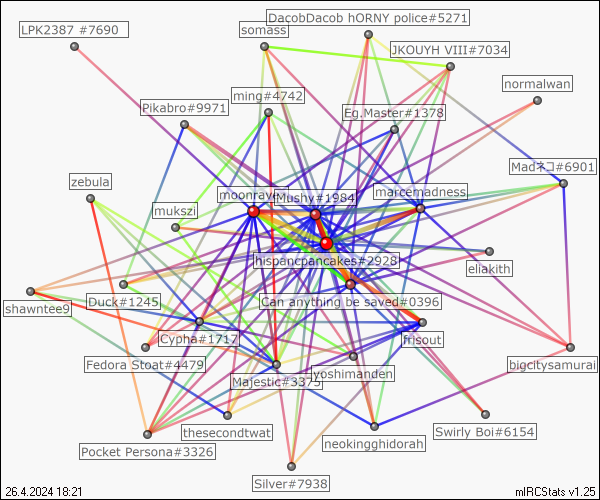 DacobDacob hORNY police#5271
LPK2387 #7690
somass
JKOUYH VIII#7034
normalwan
ming#4742
Pikabro#9971
Eg.Master#1378
Madネコ#6901
zebula
moonray
Mushy#1984
marcemadness
mukszi
hispancpancakes#2928
eliakith
Duck#1245
Can anything be saved#0396
shawntee9
Cypha#1717
frisout
Fedora Stoat#4479
yoshimanden
bigcitysamurai
Majestic#3375
thesecondtwat
Swirly Boi#6154
neokingghidorah
Pocket Persona#3326
Silver#7938
26.4.2024 18:21
mIRCStats v1.25